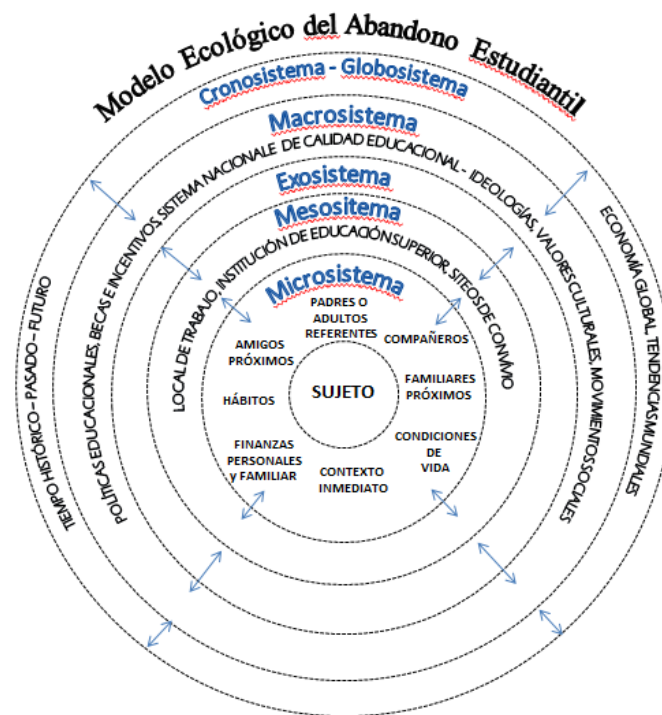 Modelo Ecológico del Abandono Estudiantil
Cronosistema - Globosistema
Macrosistema
POLÍTICAS EDUCACIONALES, BECAS E INCENTIVOS, SISTEMA NACIONALE DE CALIDAD EDUCACIONAL - IDEOLOGÍAS, VALORES CULTURALES, MOVIMIENTOS SOCIALES
Exosistema
Mesositema
LOCAL DE TRABAJO, INSTITUCIÓN DE EDUCACIÓN SUPERIOR, SITEOS DE CONVIVIO
Microsistema
PADRES O
ADULTOS
REFERENTES
AMIGOS
PRÓXIMOS
COMPAÑEROS
HÁBITOS
SUJETO
FAMILIARES
PRÓXIMOS
FINANZAS
PERSONALES
y FAMILIAR
CONTEXTO
INMEDIATO
CONDICIONES
DE
VIDA
TIEMPO HISTÓRICO – PASADO – FUTURO
ECONOMÍA GLOBAL, TENDENCIAS MUNDIALES